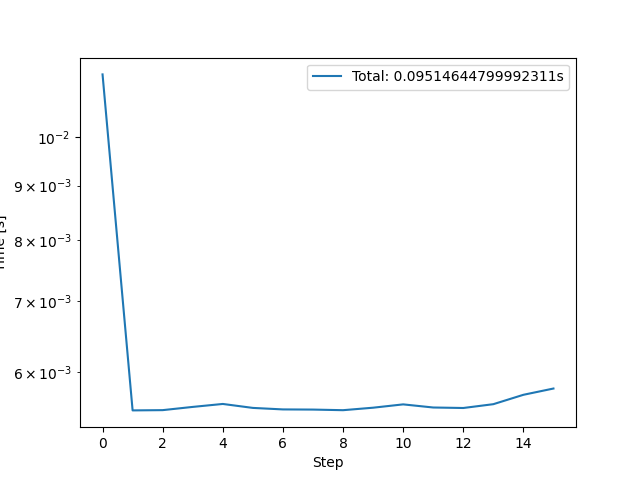 Total: 0.09514644799992311s
10⁻²
9 × 10⁻³
8 × 10⁻³
7 × 10⁻³
6 × 10⁻³
Time [s]
0 2 4 6 8 10 12 14
Step